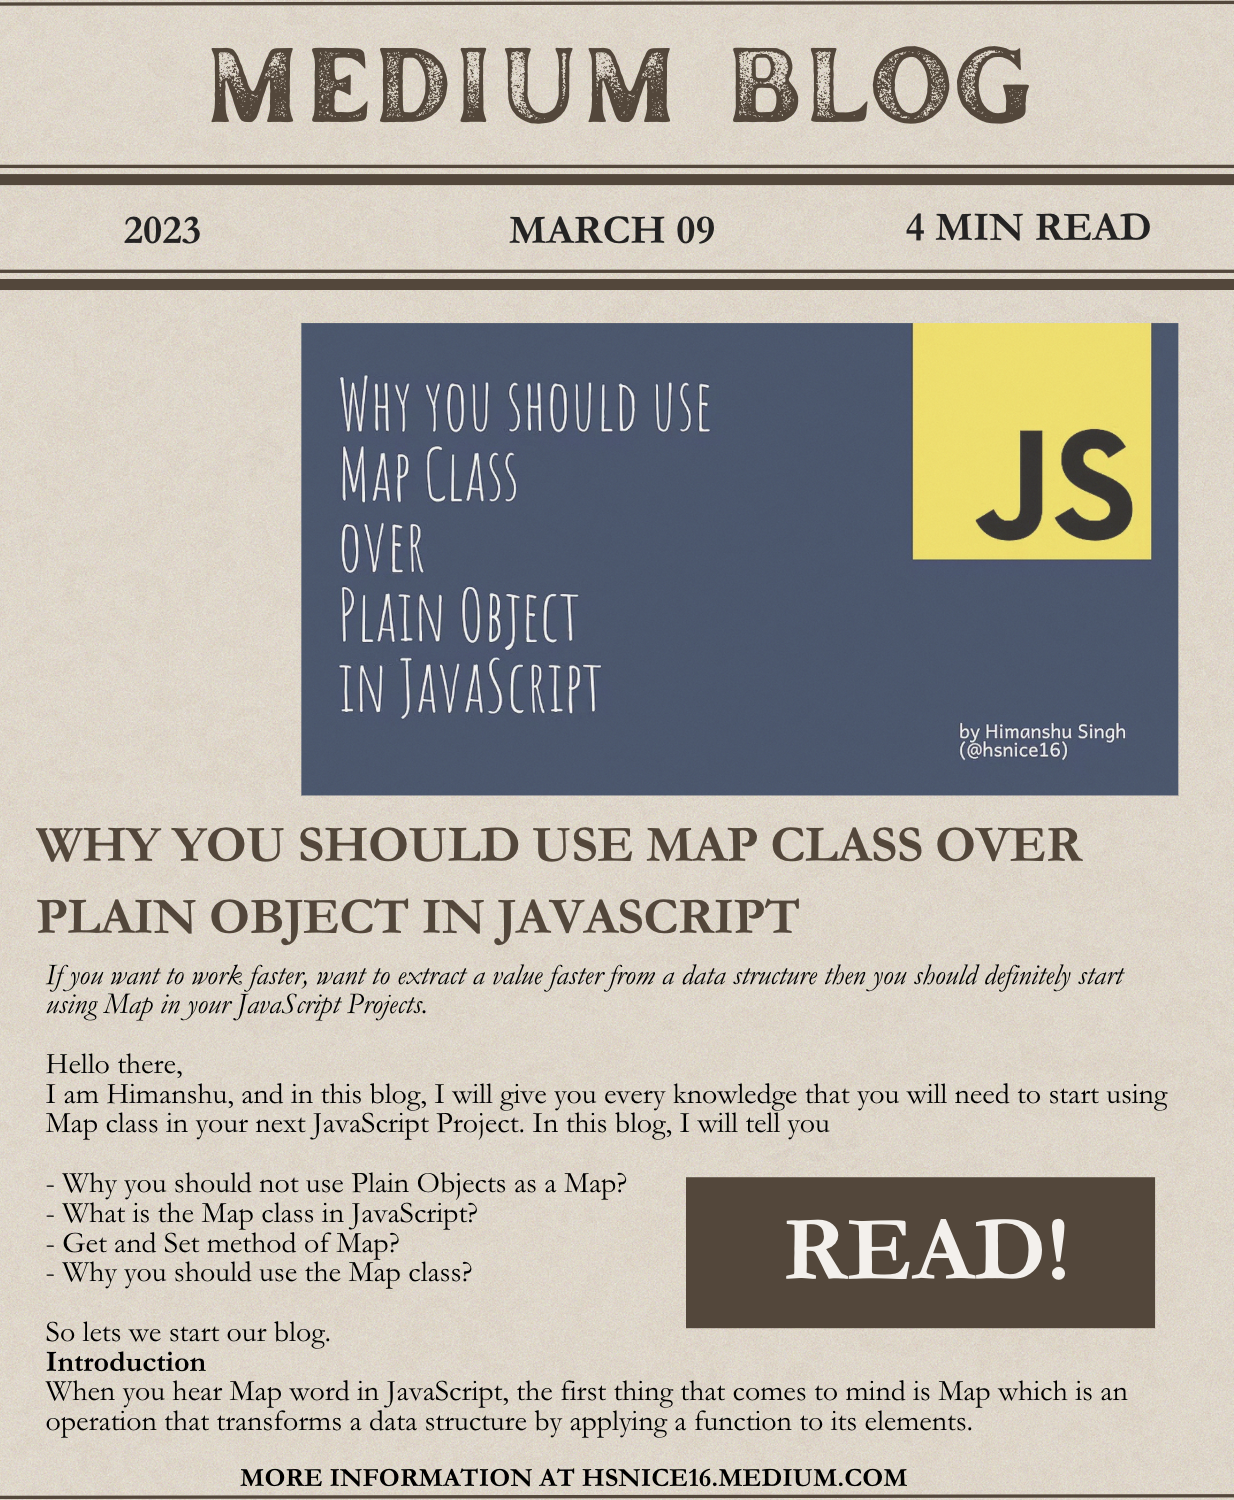 MEDIUM BLOG
2023
MARCH 09
4 MIN READ
WHY YOU SHOULD USE
MAP CLASS
OVER
PLAIN OBJECT
IN JAVASCRIPT
JS
by Himanshu Singh
(@hsnice16)
WHY YOU SHOULD USE MAP CLASS OVER
PLAIN OBJECT IN JAVASCRIPT
If you want to work faster, want to extract a value faster from a data structure then you should definitely start
using Map in your JavaScript Projects.
Hello there,
I am Himanshu, and in this blog, I will give you every knowledge that you will need to start using
Map class in your next JavaScript Project. In this blog, I will tell you
- Why you should not use Plain Objects as a Map?
- What is the Map class in JavaScript?
- Get and Set method of Map?
- Why you should use the Map class?
READ!
So lets we start our blog.
Introduction
When you hear Map word in JavaScript, the first thing that comes to mind is Map which is an
operation that transforms a data structure by applying a function to its elements.
MORE INFORMATION AT HSNICE16.MEDIUM.COM